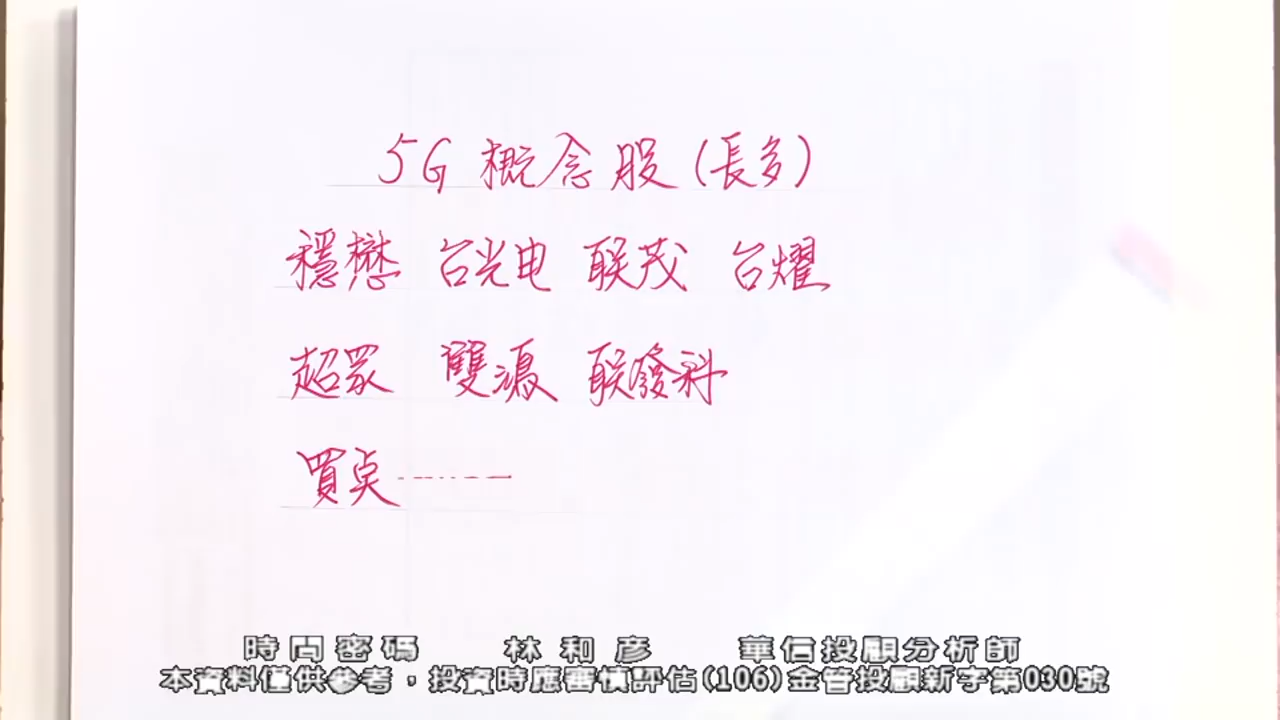 5G 概念股 (長多)
穩懋 台光电 联茂 台燿
超眾 雙鴻 联發科
買点┈┈
時間密碼 林和彦 華信投顧分析師
本資料僅供參考，投資時應審慎評估(106)金管投顧新字第030號